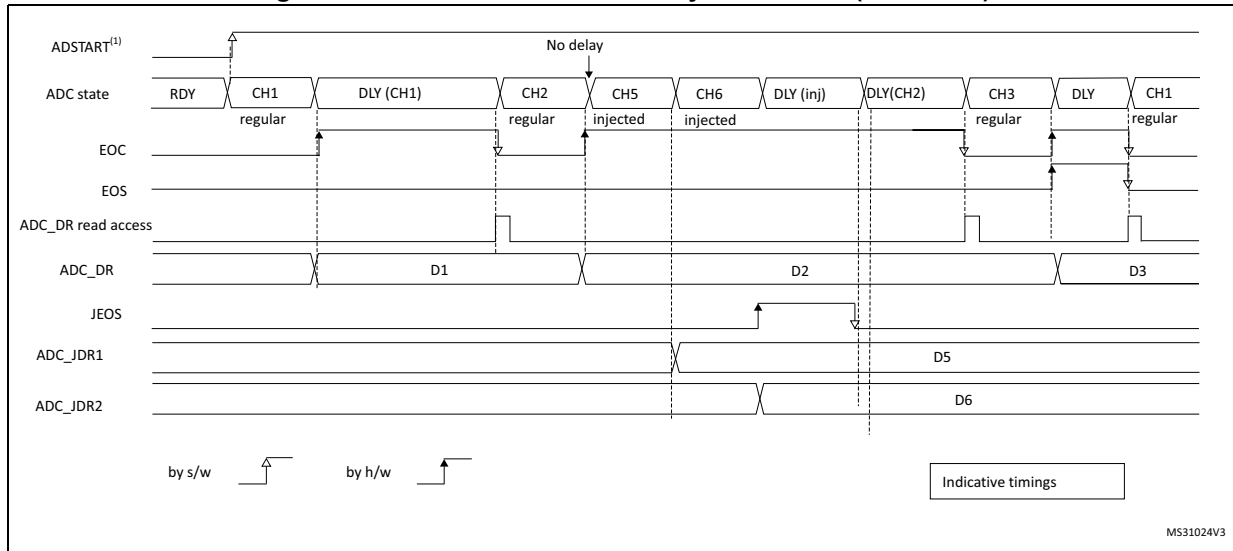 ADSTART(1)
No delay
ADC state RDY CH1 DLY (CH1) CH2 CH5 CH6 DLY (inj) DLY(CH2) CH3 DLY CH1
regular regular injected injected regular regular
EOC
EOS
ADC_DR read access
ADC_DR D1 D2 D3
JEOS
ADC_JDR1 D5
ADC_JDR2 D6
by s/w by h/w Indicative timings
MS31024V3